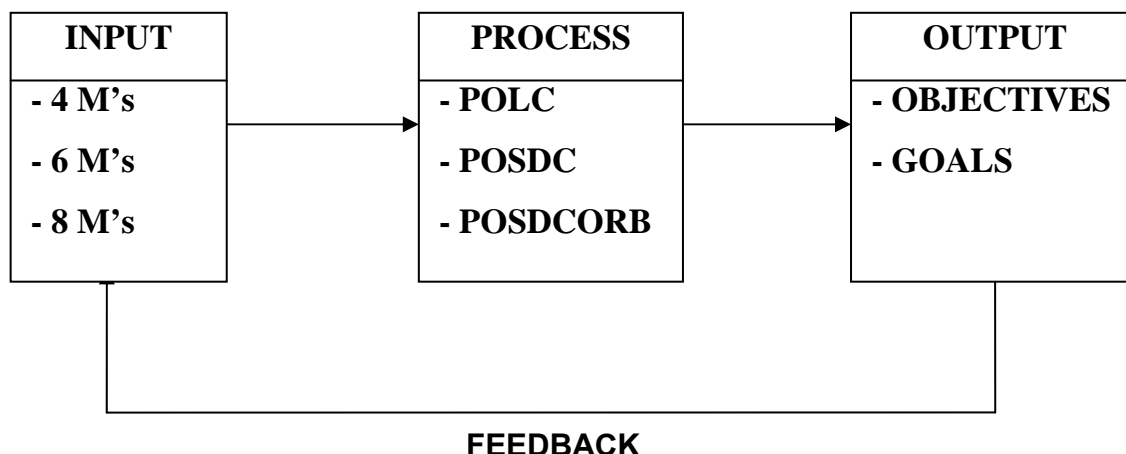 INPUT
- 4 M’s
- 6 M’s
- 8 M’s
PROCESS
- POLC
- POSDC
- POSDCORB
OUTPUT
- OBJECTIVES
- GOALS
FEEDBACK